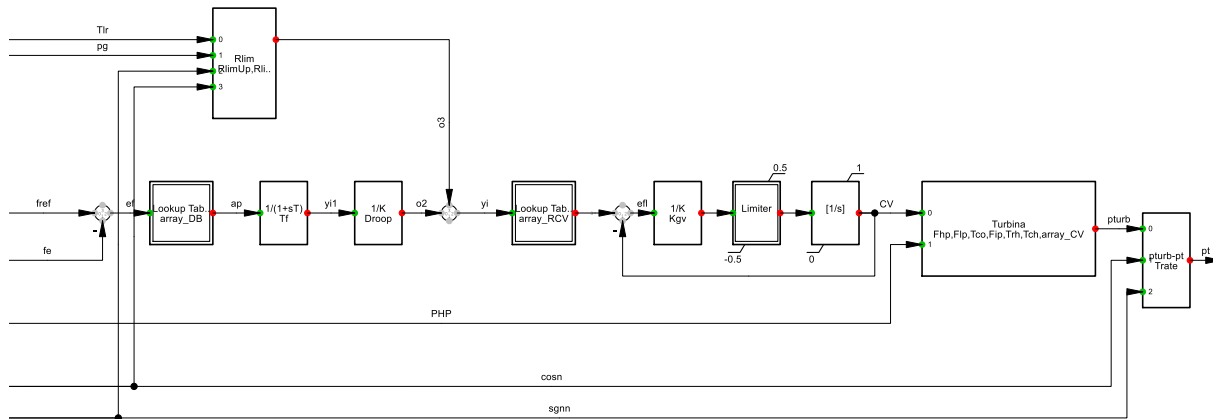 Tlr
pg
0
1
2
3
Rlim
RlimUp,Rli..
o3
0.5
1
fref
ef
-
Lookup Tab..
array_DB
ap
1/(1+sT)
Tf
yi1
1/K
Droop
o2
yi
Lookup Tab..
array_RCV
-
efl
1/K
Kgv
Limiter
-0.5
[1/s]
0
CV
0
1
Turbina
Fhp,Flp,Tco,Fip,Trh,Tch,array_CV
pturb
0
1
2
pturb-pt
Trate
pt
fe
PHP
cosn
sgnn